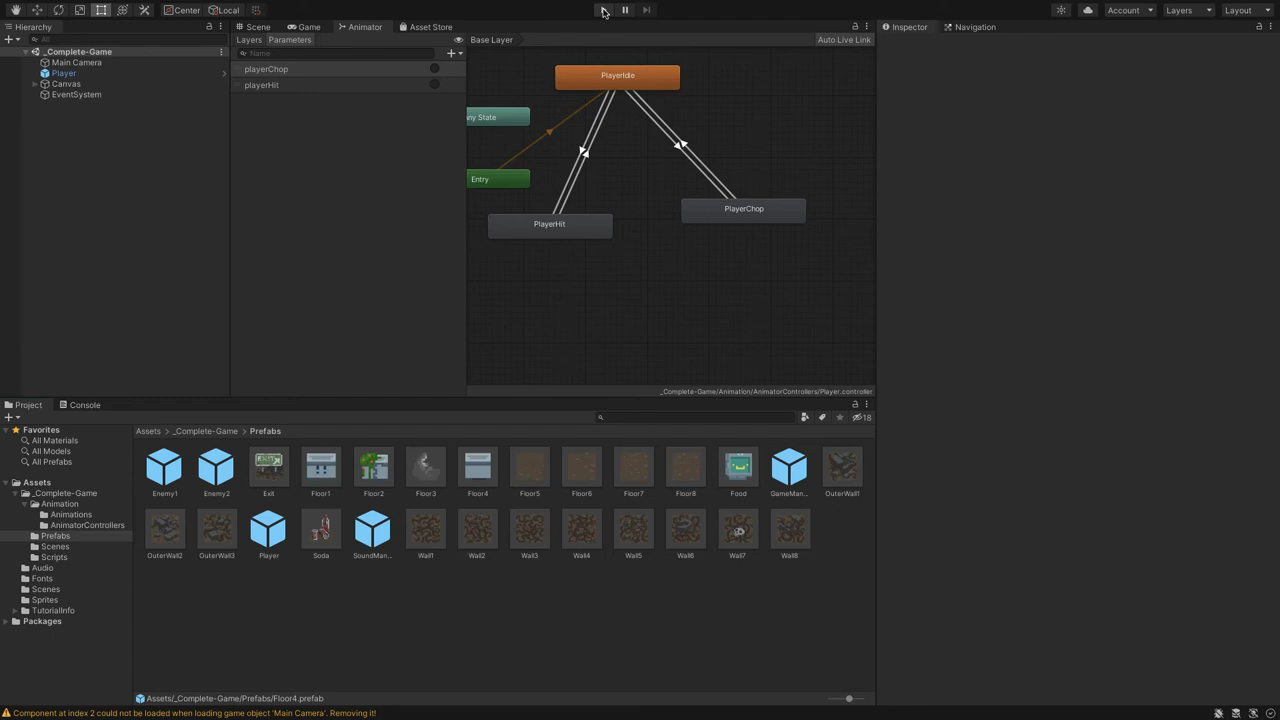 Center Local Account Layers Layout
Hierarchy Scene Game Animator Asset Store Inspector Navigation
All
_Complete-Game
Main Camera
Player
Canvas
EventSystem
Layers Parameters
Name
playerChop
playerHit
Base Layer Auto Live Link
PlayerIdle
Any State
Entry
PlayerHit
PlayerChop
_Complete-Game/Animation/AnimatorControllers/Player.controller
Project Console
18
Favorites
All Materials
All Models
All Prefabs
Assets
_Complete-Game
Animation
Animations
AnimatorControllers
Prefabs
Scenes
Scripts
Audio
Fonts
Scenes
Sprites
TutorialInfo
Packages
Assets _Complete-Game Prefabs
Enemy1 Enemy2 Exit Floor1 Floor2 Floor3 Floor4 Floor5 Floor6 Floor7 Floor8 Food GameMan... OuterWall1
OuterWall2 OuterWall3 Player Soda SoundMan... Wall1 Wall2 Wall3 Wall4 Wall5 Wall6 Wall7 Wall8
Assets/_Complete-Game/Prefabs/Floor4.prefab
Component at index 2 could not be loaded when loading game object 'Main Camera'. Removing it!